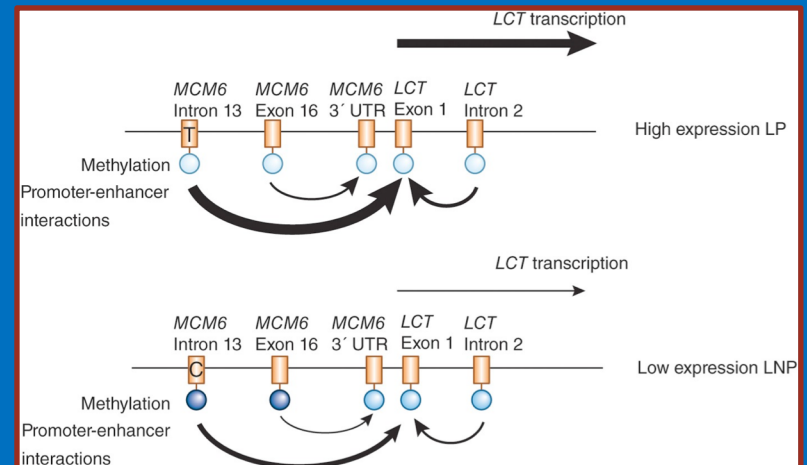 LCT transcription
MCM6 MCM6 MCM6 LCT LCT
Intron 13 Exon 16 3´ UTR Exon 1 Intron 2
T
High expression LP
Methylation
Promoter-enhancer
interactions
LCT transcription
MCM6 MCM6 MCM6 LCT LCT
Intron 13 Exon 16 3´ UTR Exon 1 Intron 2
C
Low expression LNP
Methylation
Promoter-enhancer
interactions